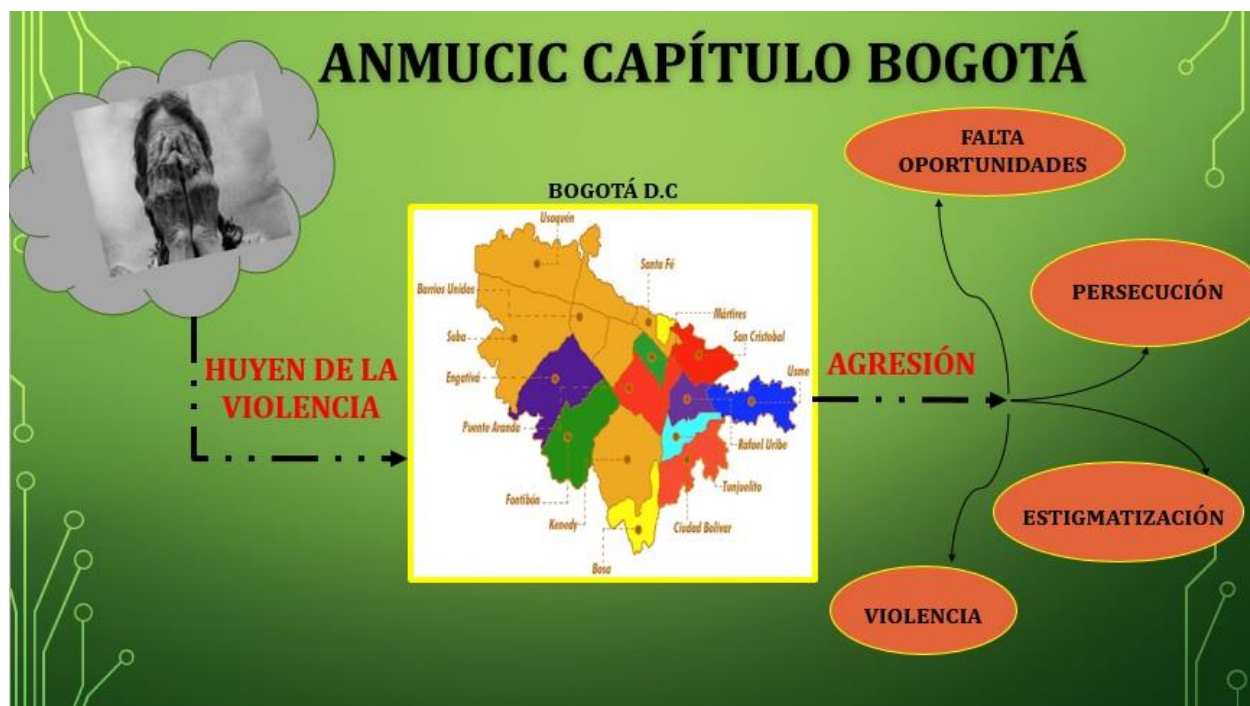 ANMUCIC CAPÍTULO BOGOTÁ
FALTA
OPORTUNIDADES
BOGOTÁ D.C
Usaquén
Santa Fé
PERSECUCIÓN
Barrios Unidos
Mártires
Suba
San Cristobal
HUYEN DE LA
VIOLENCIA
AGRESIÓN
Engativá
Usme
Puente Aranda
Rafael Uribe
Tunjuelito
Fontibón
Kenedy
Ciudad Bolivar
Bosa
ESTIGMATIZACIÓN
VIOLENCIA